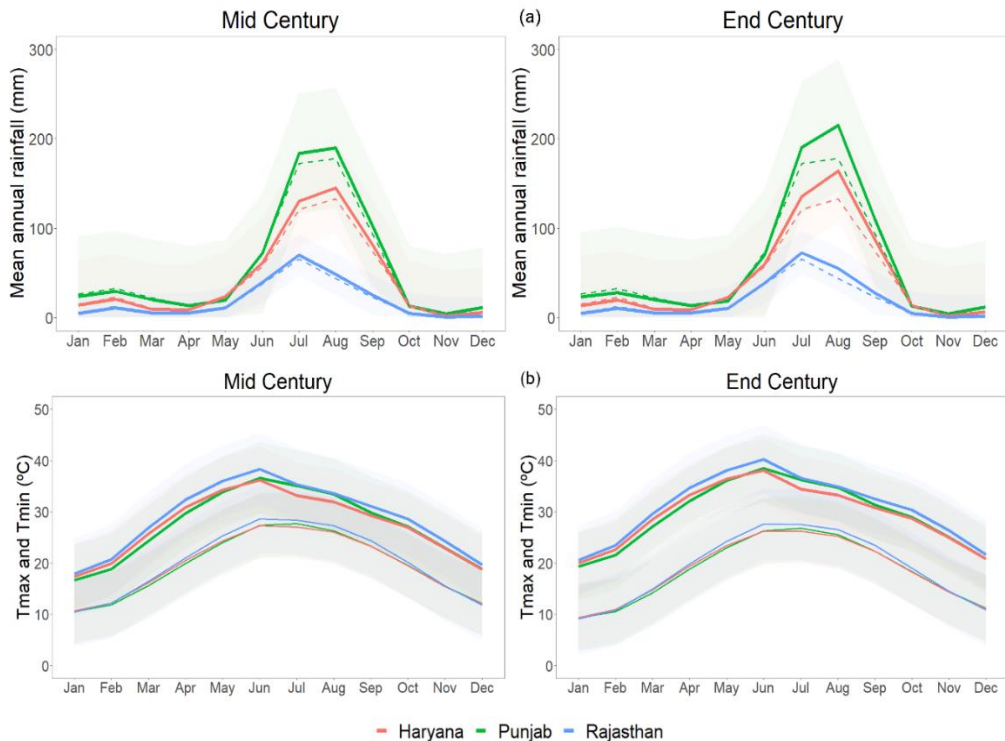 Mid Century (a) End Century
Mean annual rainfall (mm)
300
200
100
0
Jan Feb Mar Apr May Jun Jul Aug Sep Oct Nov Dec
Mean annual rainfall (mm)
300
200
100
0
Jan Feb Mar Apr May Jun Jul Aug Sep Oct Nov Dec
Mid Century (b) End Century
Tmax and Tmin (ºC)
50
40
30
20
10
0
Jan Feb Mar Apr May Jun Jul Aug Sep Oct Nov Dec
Tmax and Tmin (ºC)
50
40
30
20
10
0
Jan Feb Mar Apr May Jun Jul Aug Sep Oct Nov Dec
Haryana Punjab Rajasthan